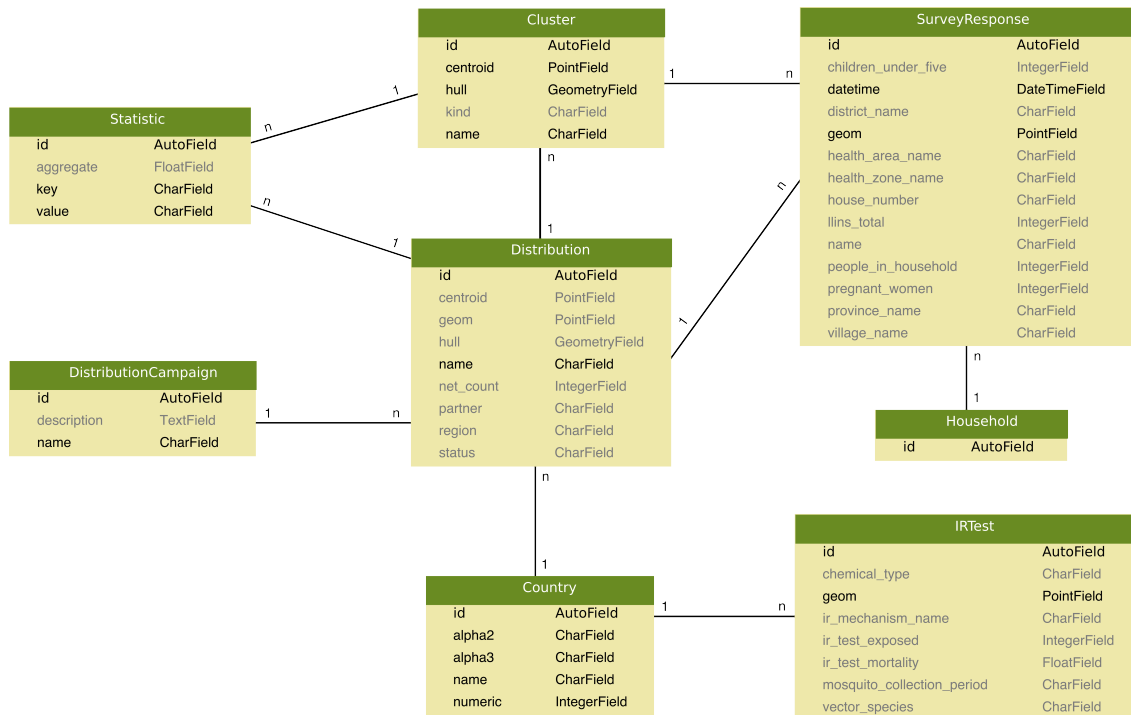 Cluster
id AutoField
centroid PointField
hull GeometryField
kind CharField
name CharField
SurveyResponse
id AutoField
children_under_five IntegerField
datetime DateTimeField
district_name CharField
geom PointField
health_area_name CharField
health_zone_name CharField
house_number CharField
llins_total IntegerField
name CharField
people_in_household IntegerField
pregnant_women IntegerField
province_name CharField
village_name CharField
1 n
Statistic
id AutoField
aggregate FloatField
key CharField
value CharField
n 1
n 1
n
1
n
1
Distribution
id AutoField
centroid PointField
geom PointField
hull GeometryField
name CharField
net_count IntegerField
partner CharField
region CharField
status CharField
DistributionCampaign
id AutoField
description TextField
name CharField
1 n
n
1
Household
id AutoField
n
1
Country
id AutoField
alpha2 CharField
alpha3 CharField
name CharField
numeric IntegerField
1 n
IRTest
id AutoField
chemical_type CharField
geom PointField
ir_mechanism_name CharField
ir_test_exposed IntegerField
ir_test_mortality FloatField
mosquito_collection_period CharField
vector_species CharField